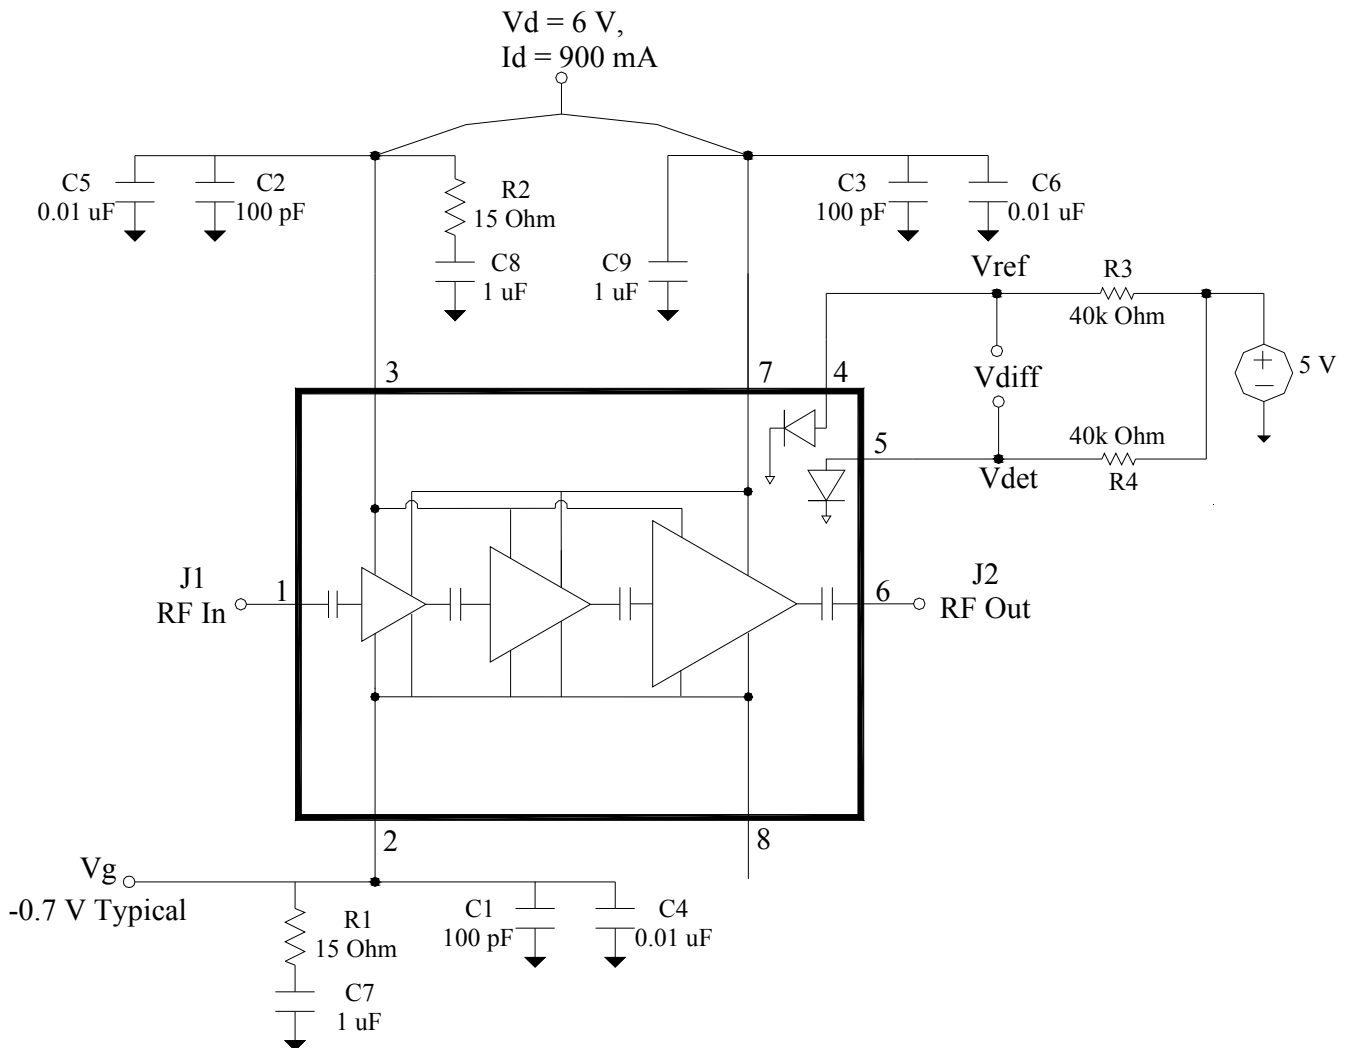 Vd = 6 V,
Id = 900 mA
C5
0.01 uF
C2
100 pF
R2
15 Ohm
C8
1 uF
C9
1 uF
C3
100 pF
C6
0.01 uF
Vref
R3
40k Ohm
5 V
Vdiff
40k Ohm
R4
Vdet
3
7
4
5
J1
RF In
1
6
J2
RF Out
2
8
Vg
-0.7 V Typical
R1
15 Ohm
C7
1 uF
C1
100 pF
C4
0.01 uF